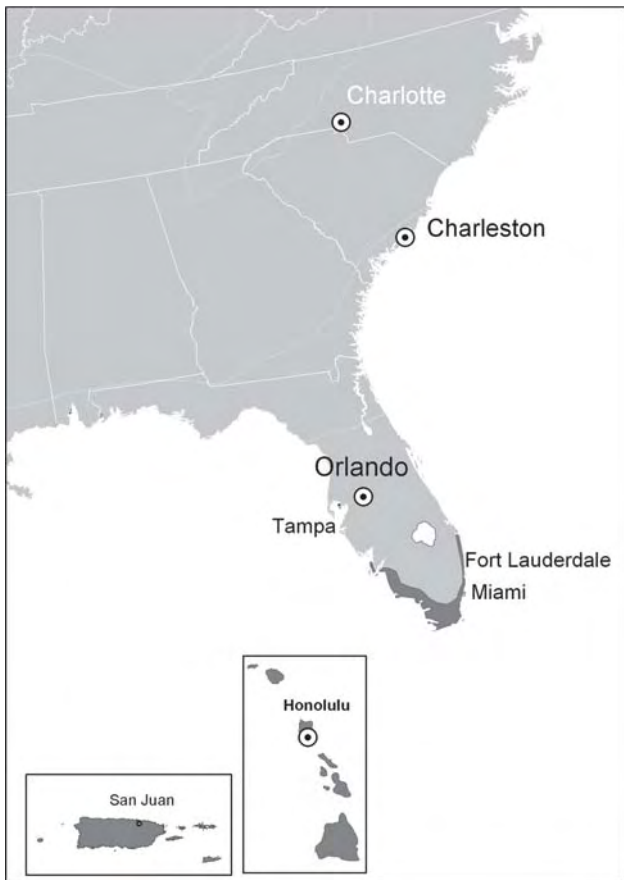 Charlotte
Charleston
Orlando
Tampa
Fort Lauderdale
Miami
Honolulu
San Juan